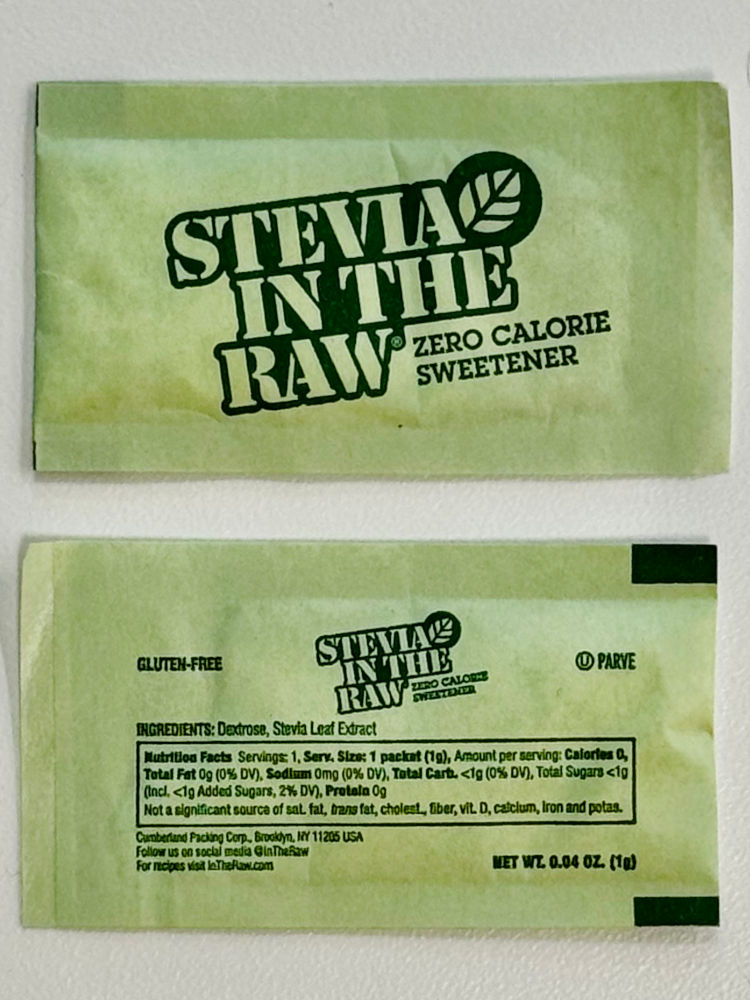 STEVIA
IN THE
RAW®
ZERO CALORIE
SWEETENER
GLUTEN-FREE
STEVIA
IN THE
RAW
ZERO CALORIE
SWEETENER
Ⓤ PARVE
INGREDIENTS: Dextrose, Stevia Leaf Extract
Nutrition Facts Servings: 1, Serv. Size: 1 packet (1g), Amount per serving: Calories 0,
Total Fat 0g (0% DV), Sodium 0mg (0% DV), Total Carb. <1g (0% DV), Total Sugars <1g
(Incl. <1g Added Sugars, 2% DV), Protein 0g
Not a significant source of sat. fat, trans fat, cholest., fiber, vit. D, calcium, iron and potas.
Cumberland Packing Corp., Brooklyn, NY 11205 USA
Follow us on social media @InTheRaw
For recipes visit InTheRaw.com
NET WT. 0.04 OZ. (1g)